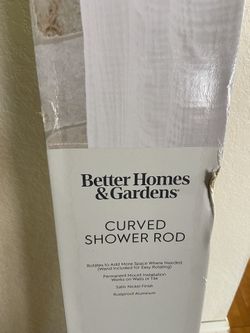 Better Homes
& Gardens®
CURVED
SHOWER ROD
Rotates to Add More Space Where Needed
(Wand Included for Easy Rotating)
Permanent Mount Installation
Works on Walls or Tile
Satin Nickel Finish
Rustproof Aluminum